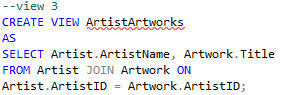 --view 3
CREATE VIEW ArtistArtworks
AS
SELECT Artist.ArtistName, Artwork.Title
FROM Artist JOIN Artwork ON
Artist.ArtistID = Artwork.ArtistID;